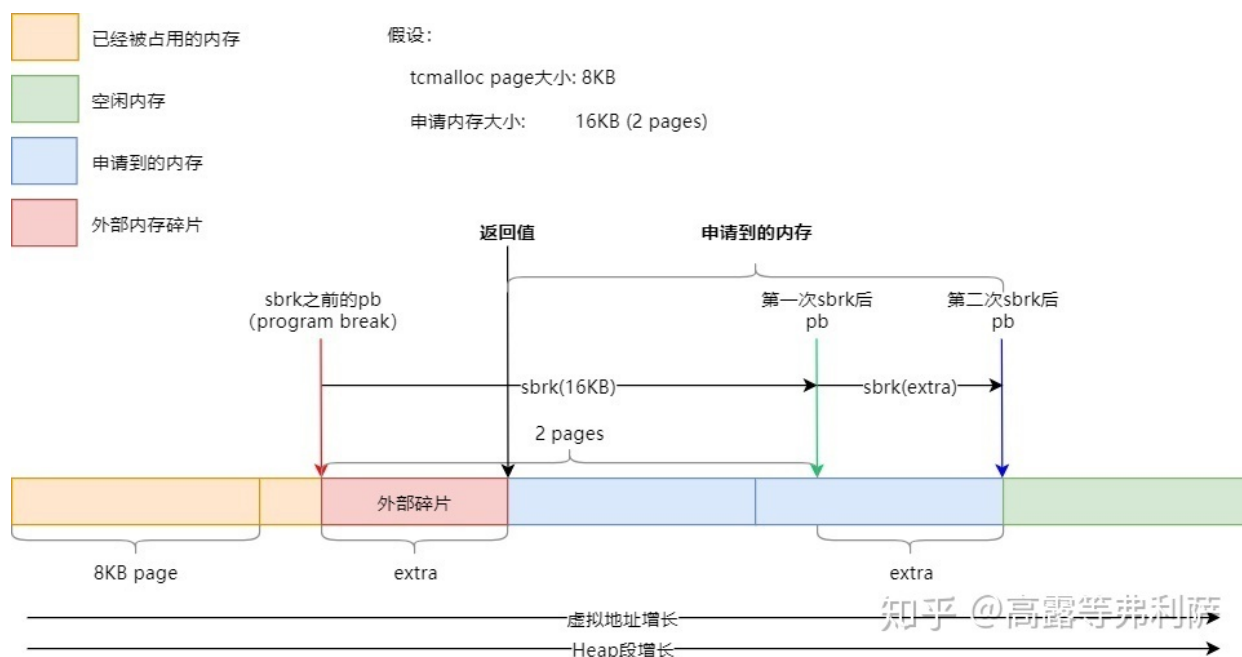 已经被占用的内存
空闲内存
申请到的内存
外部内存碎片
假设：
tcmalloc page大小: 8KB
申请内存大小: 16KB (2 pages)
返回值
申请到的内存
sbrk之前的pb
（program break）
第一次sbrk后
pb
第二次sbrk后
pb
sbrk(16KB)
sbrk(extra)
2 pages
外部碎片
8KB page
extra
extra
虚拟地址增长
Heap段增长
知乎 @高露等弗利萨